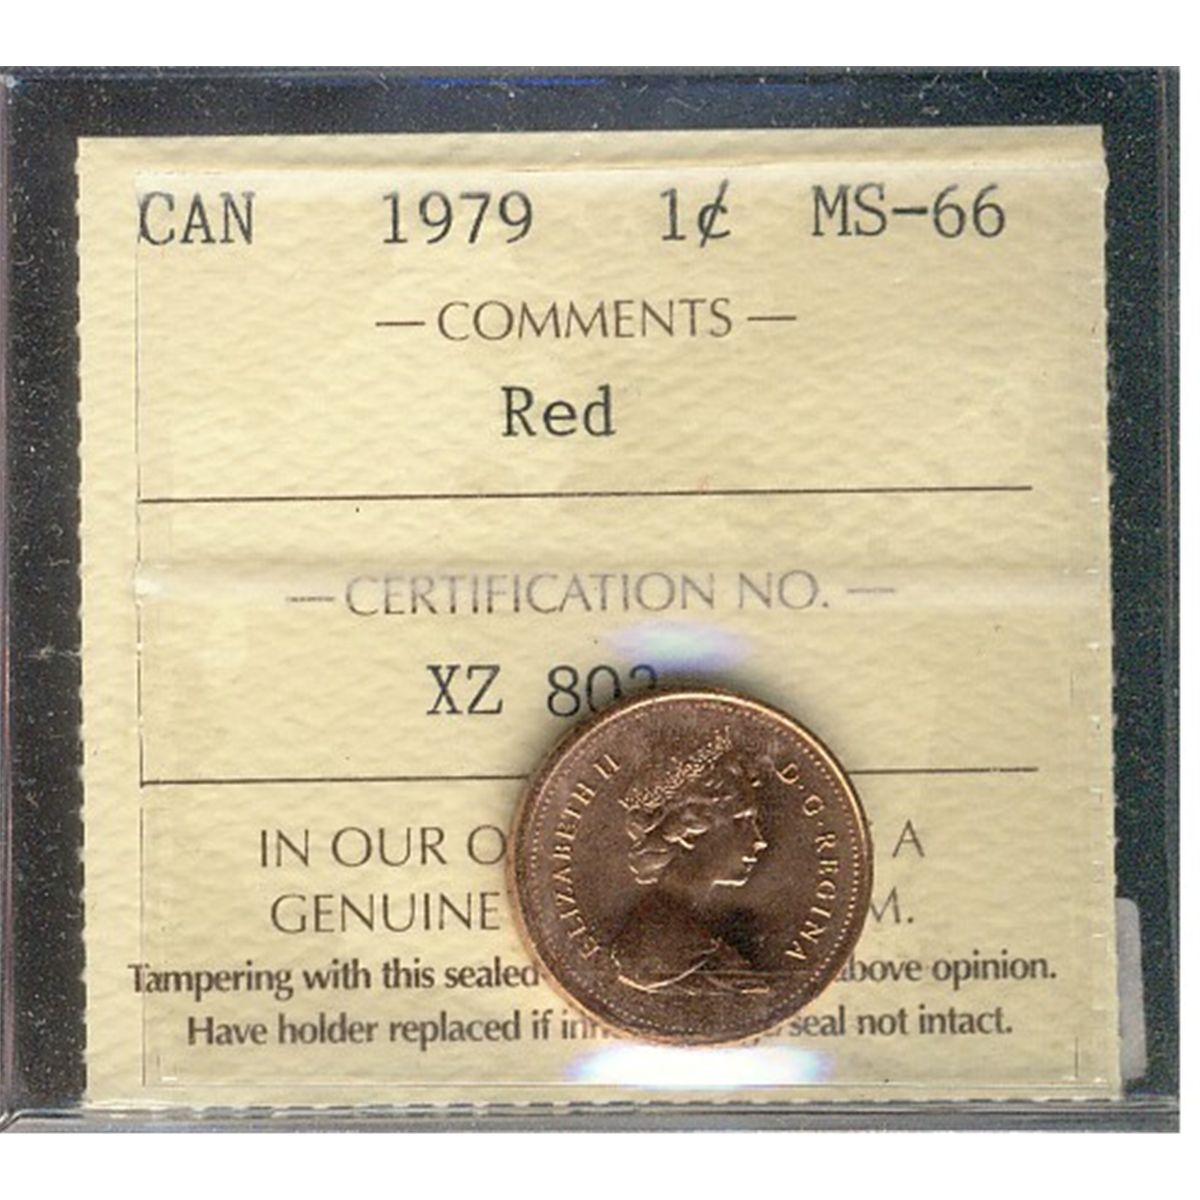 CAN 1979 1¢ MS-66
— COMMENTS —
Red
— CERTIFICATION NO. —
XZ 80
ELIZABETH II D·G·REGINA
IN OUR A
GENUINE
Tampering with this sealed above opinion.
Have holder replaced if seal not intact.